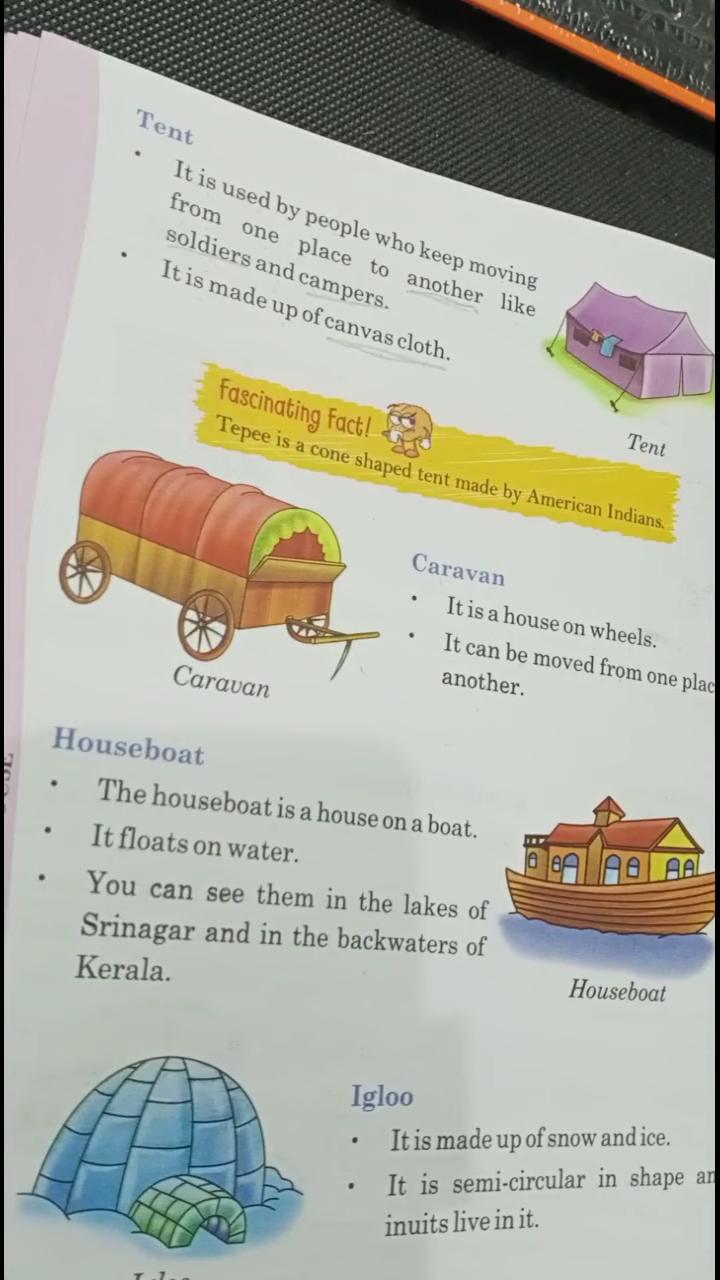 Tent
• It is used by people who keep moving
from one place to another like
soldiers and campers.
• It is made up of canvas cloth.
Tent
Fascinating Fact!
Tepee is a cone shaped tent made by American Indians.
Caravan
Caravan
• It is a house on wheels.
• It can be moved from one
another.
Houseboat
• The houseboat is a house on a boat.
• It floats on water.
• You can see them in the lakes of
Srinagar and in the backwaters of
Kerala.
Houseboat
Igloo
• It is made up of snow and ice.
• It is semi-circular in shape
inuits live in it.